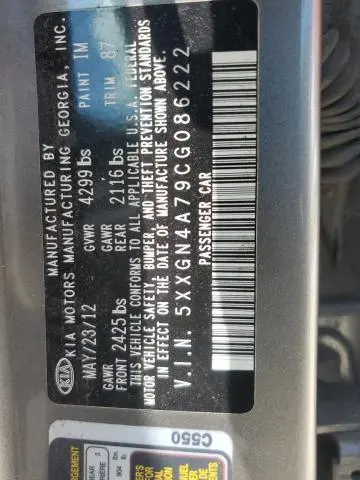 KIA MANUFACTURED BY
KIA MOTORS MANUFACTURING GEORGIA, INC.
MAY/23/12 GVWR 4299 lbs PAINT IM
GAWR FRONT 2425 lbs GAWR REAR 2116 lbs TRIM 87
THIS VEHICLE CONFORMS TO ALL APPLICABLE U.S.A. FEDERAL
MOTOR VEHICLE SAFETY, BUMPER, AND THEFT PREVENTION STANDARDS
IN EFFECT ON THE DATE OF MANUFACTURE SHOWN ABOVE.
V.I.N. 5XXGN4A79CG086222
PASSENGER CAR
C550